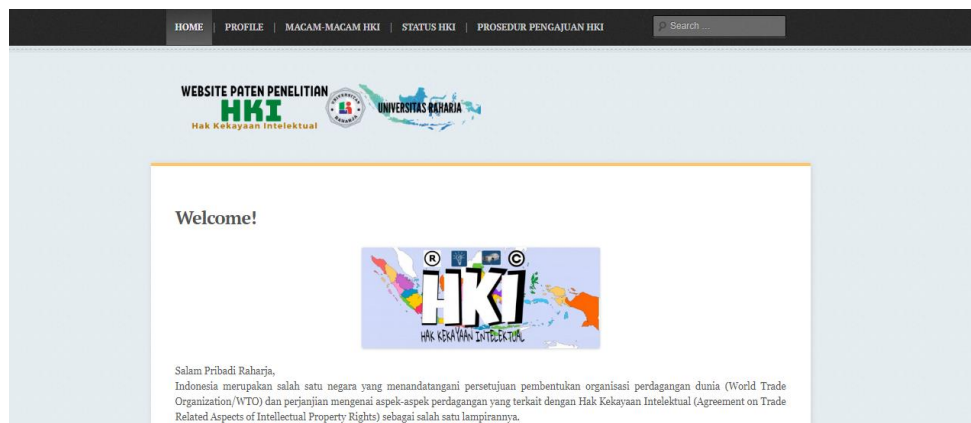 HOME | PROFILE | MACAM-MACAM HKI | STATUS HKI | PROSEDUR PENGAJUAN HKI
Search ...
WEBSITE PATEN PENELITIAN
HKI
Hak Kekayaan Intelektual
UNIVERSITAS RAHARJA
Welcome!
® ©
HKI
HAK KEKAYAAN INTELEKTUAL
Salam Pribadi Raharja,
Indonesia merupakan salah satu negara yang menandatangani persetujuan pembentukan organisasi perdagangan dunia (World Trade
Organization/WTO) dan perjanjian mengenai aspek-aspek perdagangan yang terkait dengan Hak Kekayaan Intelektual (Agreement on Trade
Related Aspects of Intellectual Property Rights) sebagai salah satu lampirannya.